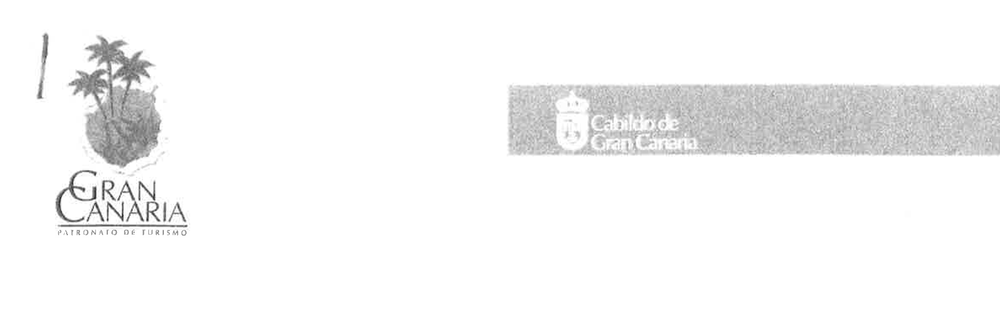 GRAN
CANARIA
PATRONATO DE TURISMO
Cabildo de
Gran Canaria